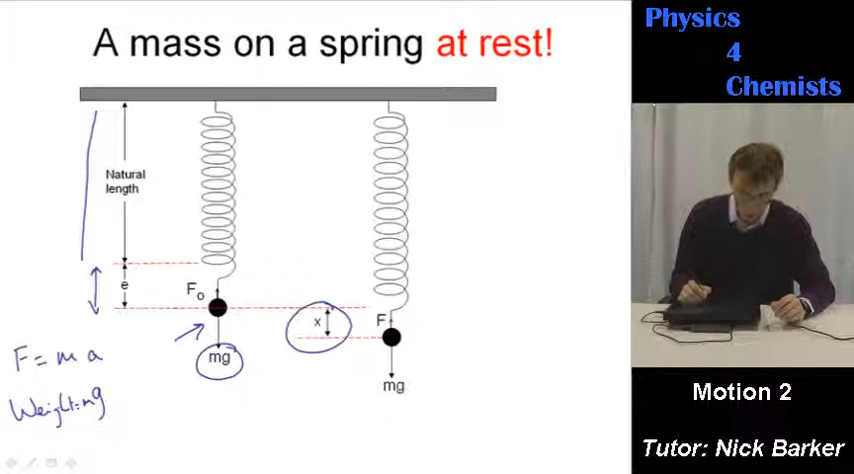 A mass on a spring at rest!
Physics
4
Chemists
Natural
length
e
Fo
x
F
mg
mg
F = ma
Weight=mg
Motion 2
Tutor: Nick Barker